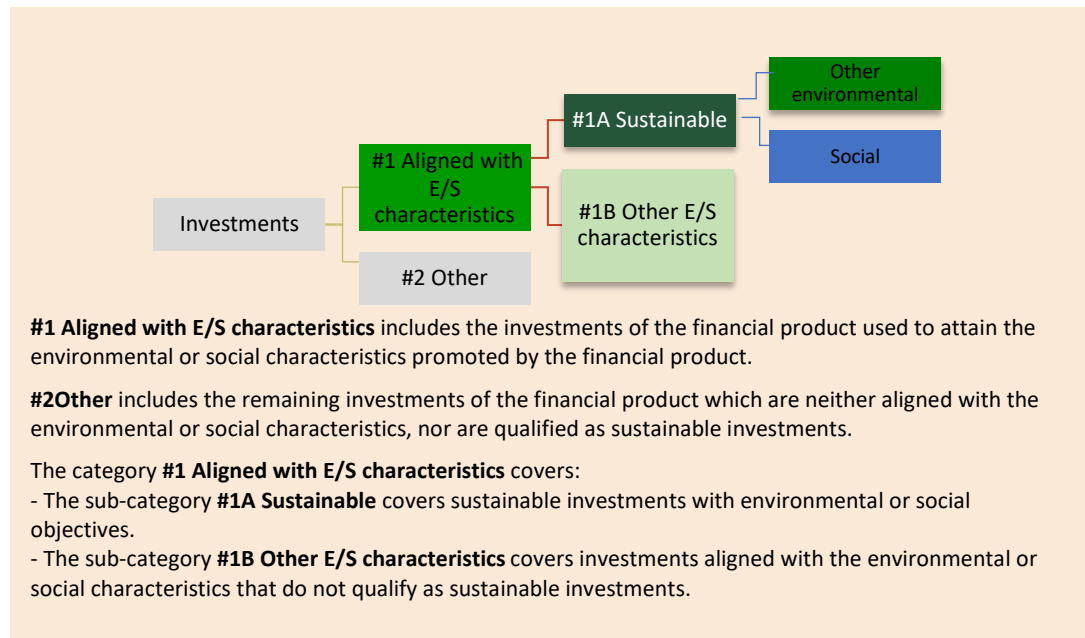 Other
environmental
#1A Sustainable
#1 Aligned with
E/S
characteristics
Social
#1B Other E/S
characteristics
Investments
#2 Other
#1 Aligned with E/S characteristics includes the investments of the financial product used to attain the
environmental or social characteristics promoted by the financial product.
#2Other includes the remaining investments of the financial product which are neither aligned with the
environmental or social characteristics, nor are qualified as sustainable investments.
The category #1 Aligned with E/S characteristics covers:
- The sub-category #1A Sustainable covers sustainable investments with environmental or social
objectives.
- The sub-category #1B Other E/S characteristics covers investments aligned with the environmental or
social characteristics that do not qualify as sustainable investments.